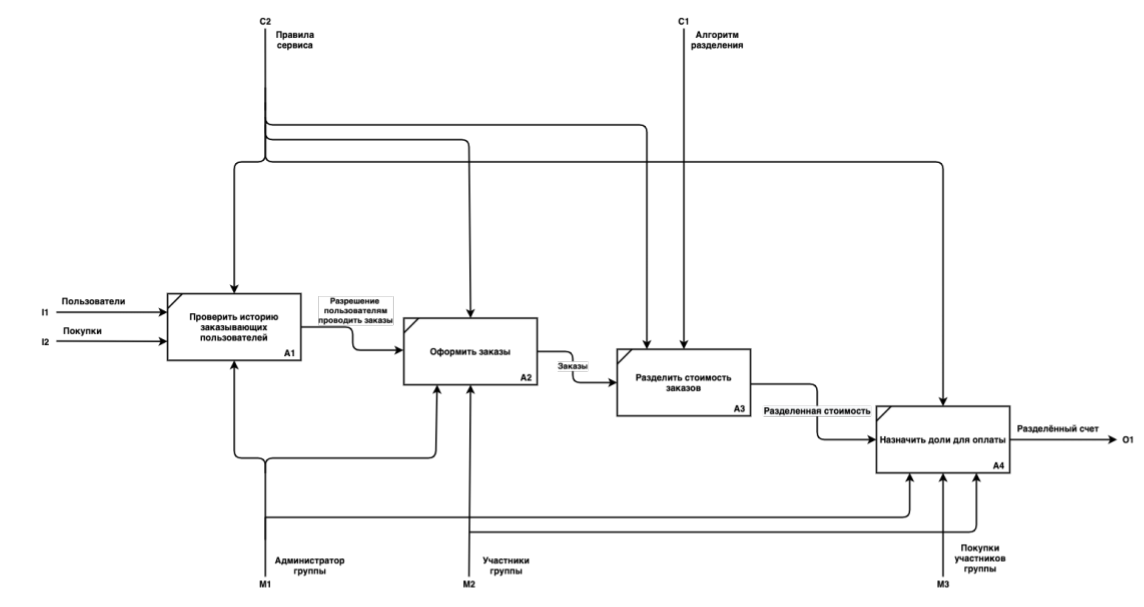 C2
Правила
сервиса
C1
Алгоритм
разделения
I1
Пользователи
I2
Покупки
Проверить историю
заказывающих
пользователей
A1
Разрешение
пользователям
проводить заказы
Оформить заказы
A2
Заказы
Разделить стоимость
заказов
A3
Разделенная стоимость
Назначить доли для оплаты
A4
Разделённый счет
O1
Администратор
группы
M1
Участники
группы
M2
Покупки
участников
группы
M3